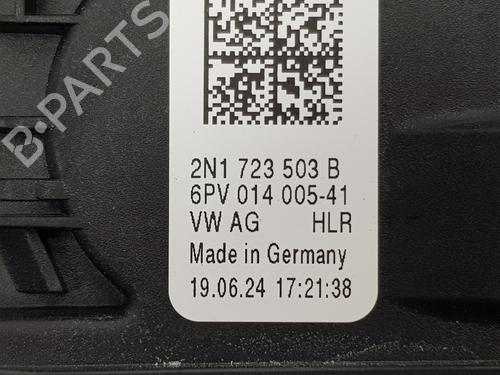 B-PARTS
2N1 723 503 B
6PV 014 005-41
VW AG HLR
Made in Germany
19.06.24 17:21:38